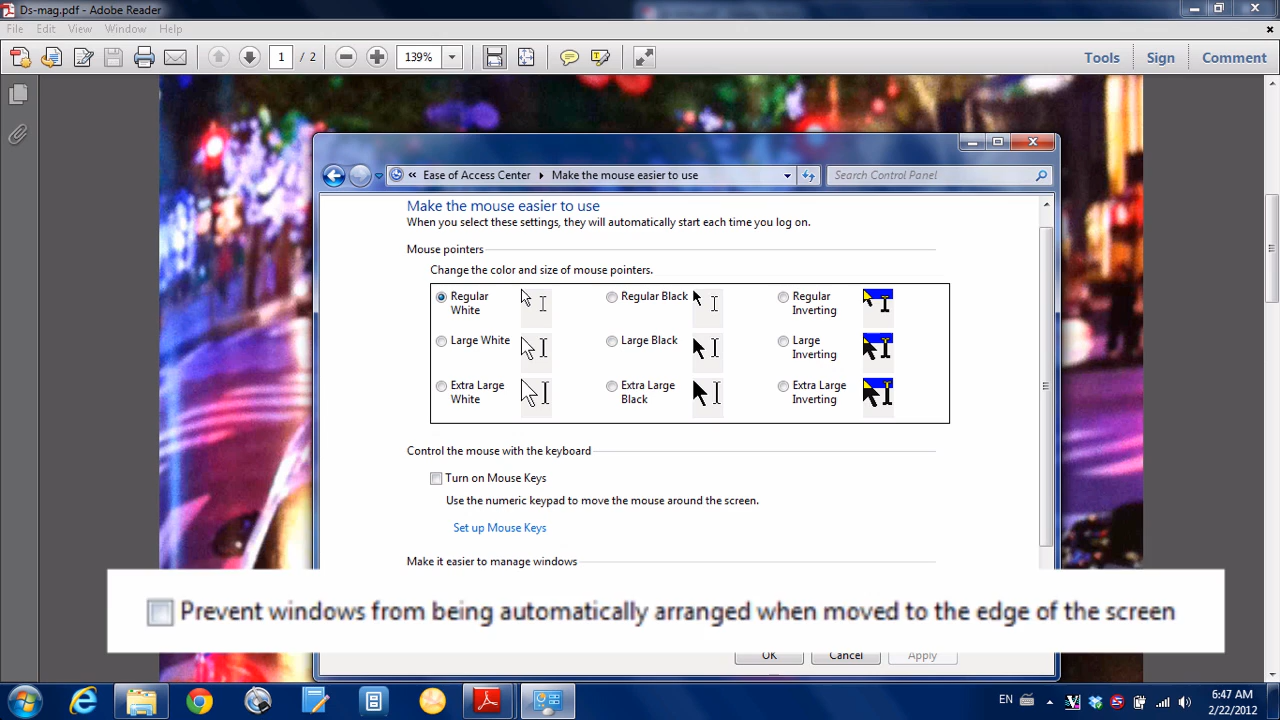 Ds-mag.pdf - Adobe Reader
File Edit View Window Help
1 / 2 139% Tools Sign Comment
« Ease of Access Center Make the mouse easier to use Search Control Panel
Make the mouse easier to use
When you select these settings, they will automatically start each time you log on.
Mouse pointers
Change the color and size of mouse pointers.
Regular White
Regular Black
Regular Inverting
Large White
Large Black
Large Inverting
Extra Large White
Extra Large Black
Extra Large Inverting
Control the mouse with the keyboard
Turn on Mouse Keys
Use the numeric keypad to move the mouse around the screen.
Set up Mouse Keys
Make it easier to manage windows
Prevent windows from being automatically arranged when moved to the edge of the screen
OK Cancel Apply
EN 6:47 AM
2/22/2012